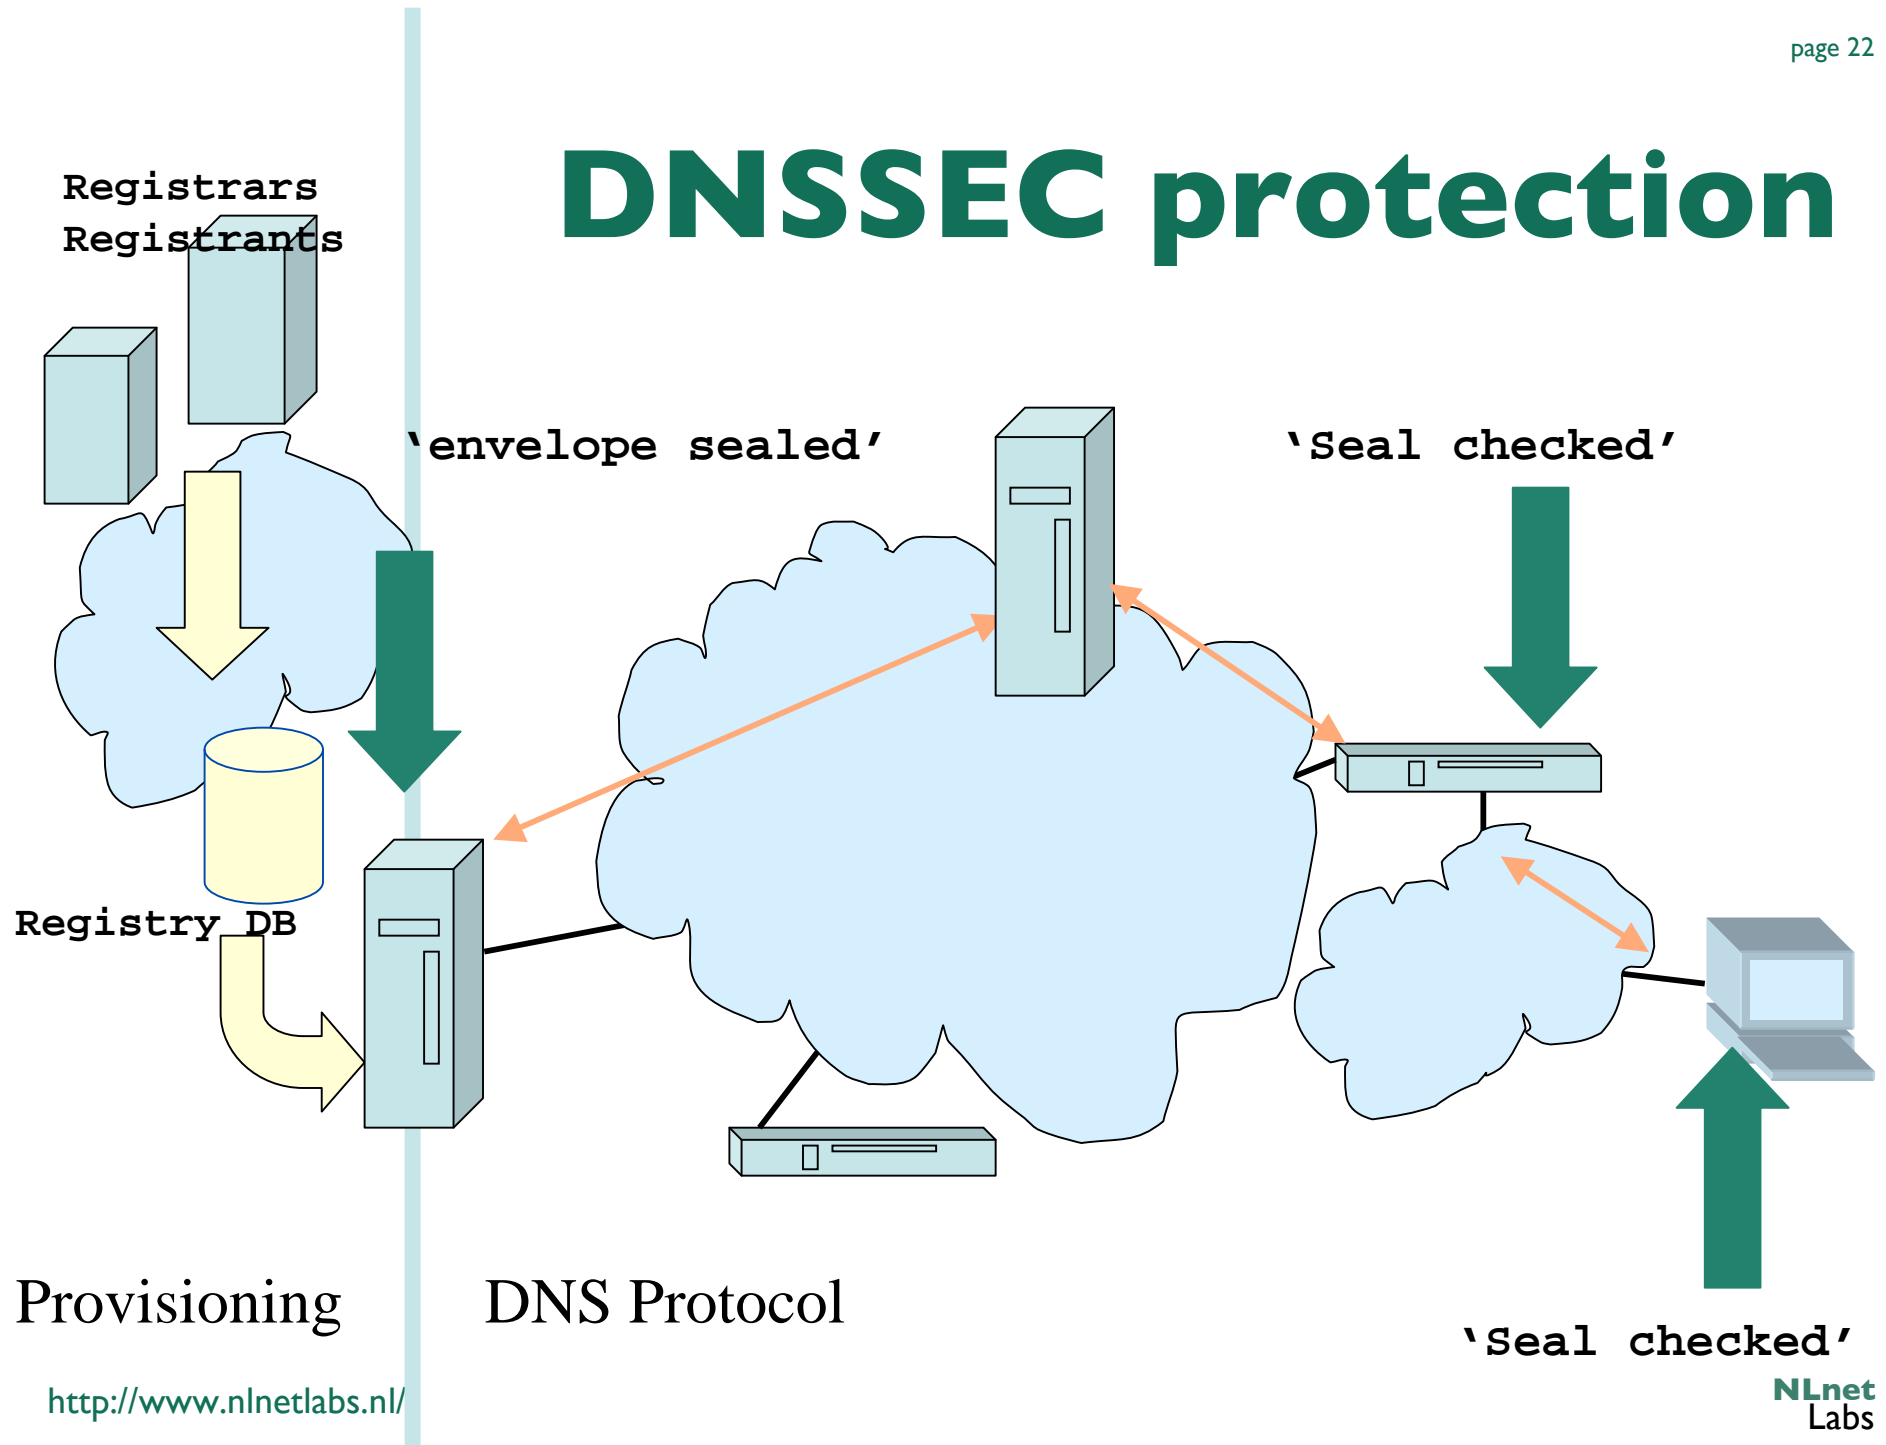 page 22
DNSSEC protection
Registrars
Registrants
‘envelope sealed’
‘Seal checked’
Registry DB
Provisioning
DNS Protocol
‘Seal checked’
http://www.nlnetlabs.nl/
NLnet
Labs